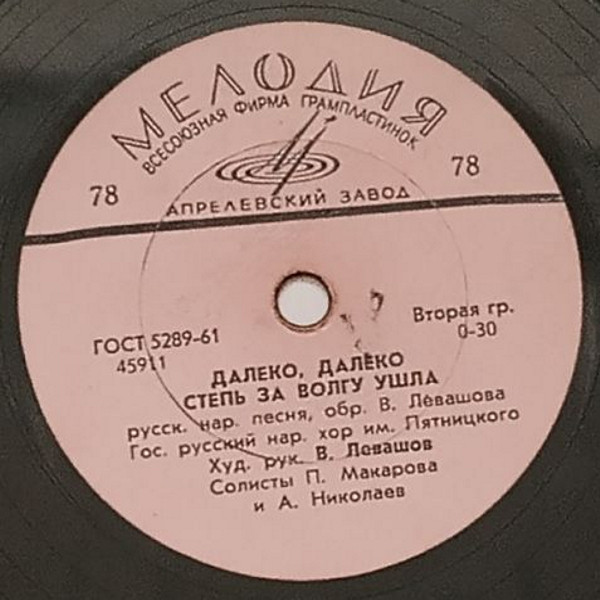 МЕЛОДИЯ
ВСЕСОЮЗНАЯ ФИРМА ГРАМПЛАСТИНОК
78
78
АПРЕЛЕВСКИЙ ЗАВОД
ГОСТ 5289-61
45911
Вторая гр.
0-30
ДАЛЕКО, ДАЛЕКО
СТЕПЬ ЗА ВОЛГУ УШЛА
русск. нар. песня, обр. В. Левашова
Гос. русский нар. хор им. Пятницкого
Худ. рук. В. Левашов
Солисты П. Макарова
и А. Николаев